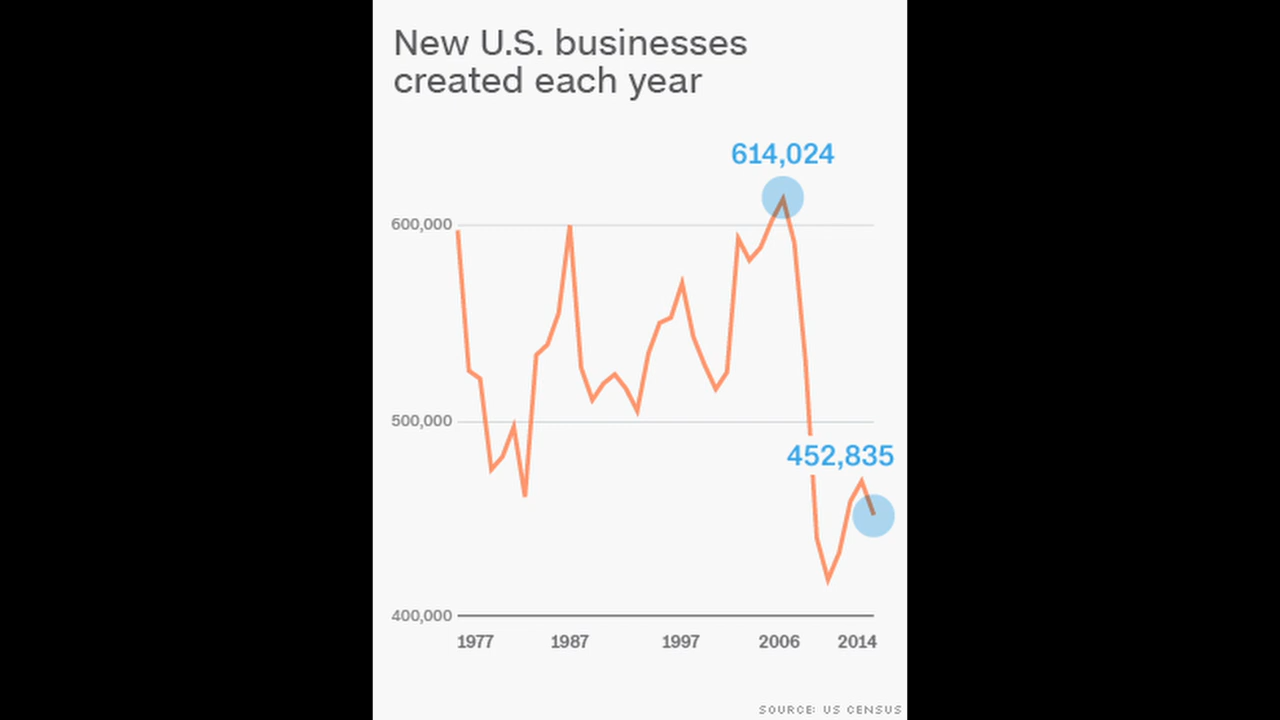 New U.S. businesses
created each year
614,024
600,000
500,000
452,835
400,000
1977 1987 1997 2006 2014
SOURCE: US CENSUS